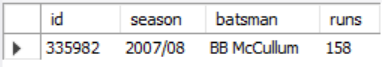 id season batsman runs
335982 2007/08 BB McCullum 158